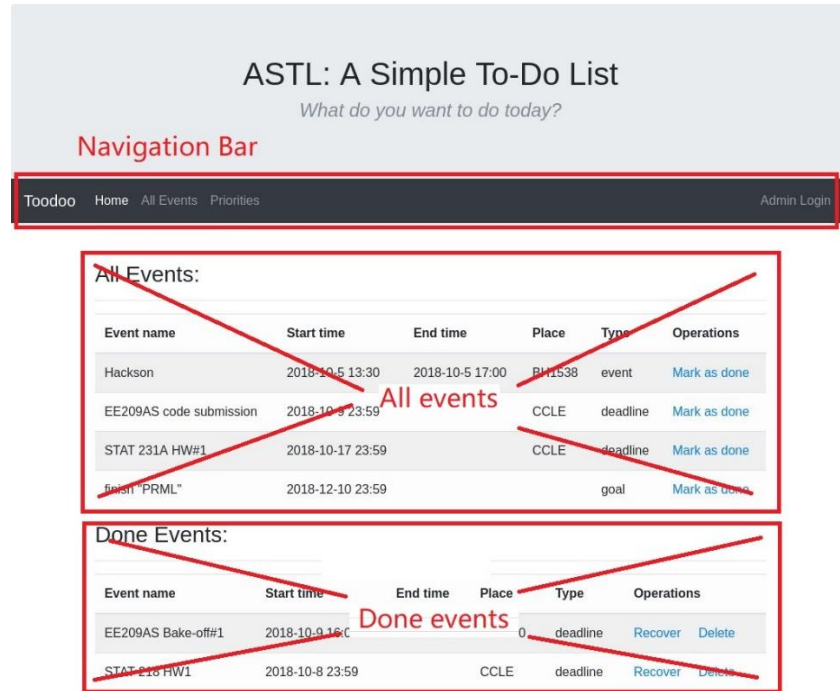 ASTL: A Simple To-Do List
What do you want to do today?
Navigation Bar
Toodoo Home All Events Priorities Admin Login
All Events:
Event name Start time End time Place Type Operations
Hackson 2018-10-5 13:30 2018-10-5 17:00 BH1538 event Mark as done
All events
EE209AS code submission 2018-10-9 23:59 CCLE deadline Mark as done
STAT 231A HW#1 2018-10-17 23:59 CCLE deadline Mark as done
finish "PRML" 2018-12-10 23:59 goal Mark as done
Done Events:
Event name Start time End time Place Type Operations
Done events
EE209AS Bake-off#1 2018-10-9 deadline Recover Delete
STAT 218 HW1 2018-10-8 23:59 CCLE deadline Recover Delete